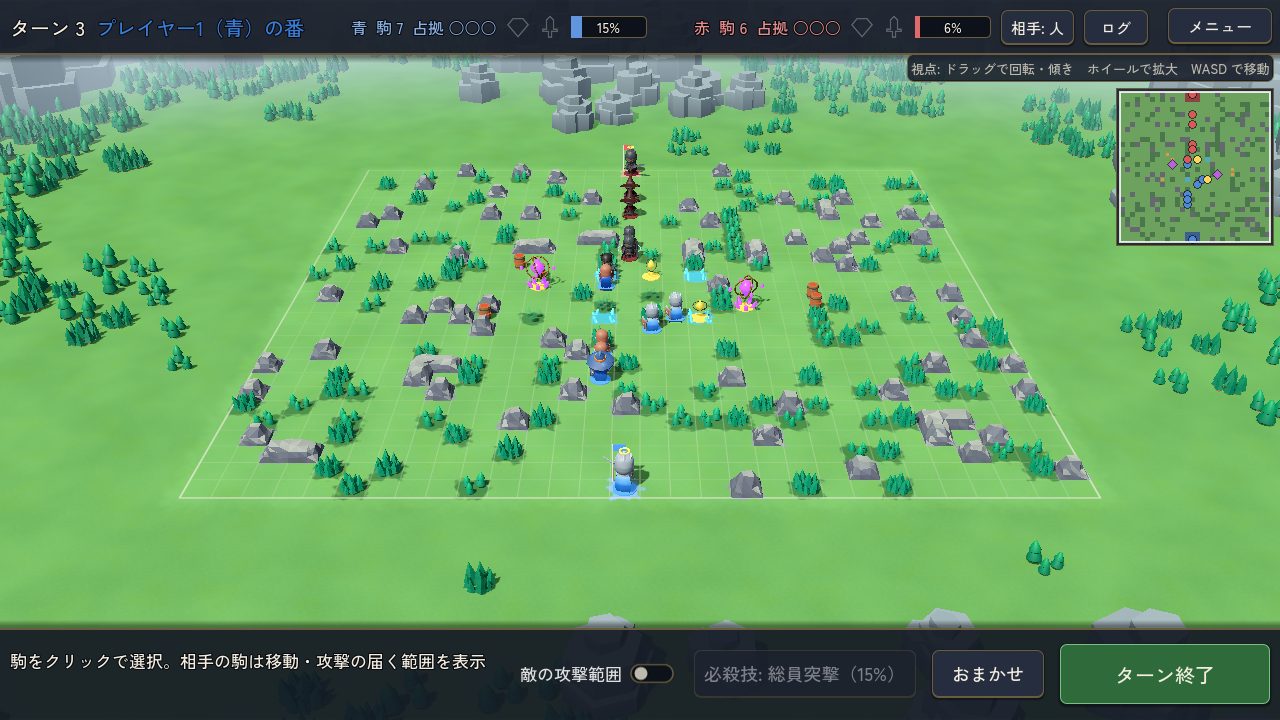 ターン 3 プレイヤー1（青）の番
青 駒 7 占拠 〇〇〇 15%
赤 駒 6 占拠 〇〇〇 6%
相手: 人
ログ
メニュー
視点: ドラッグで回転・傾き ホイールで拡大 WASD で移動
駒をクリックで選択。相手の駒は移動・攻撃の届く範囲を表示
敵の攻撃範囲
必殺技: 総員突撃（15%）
おまかせ
ターン終了